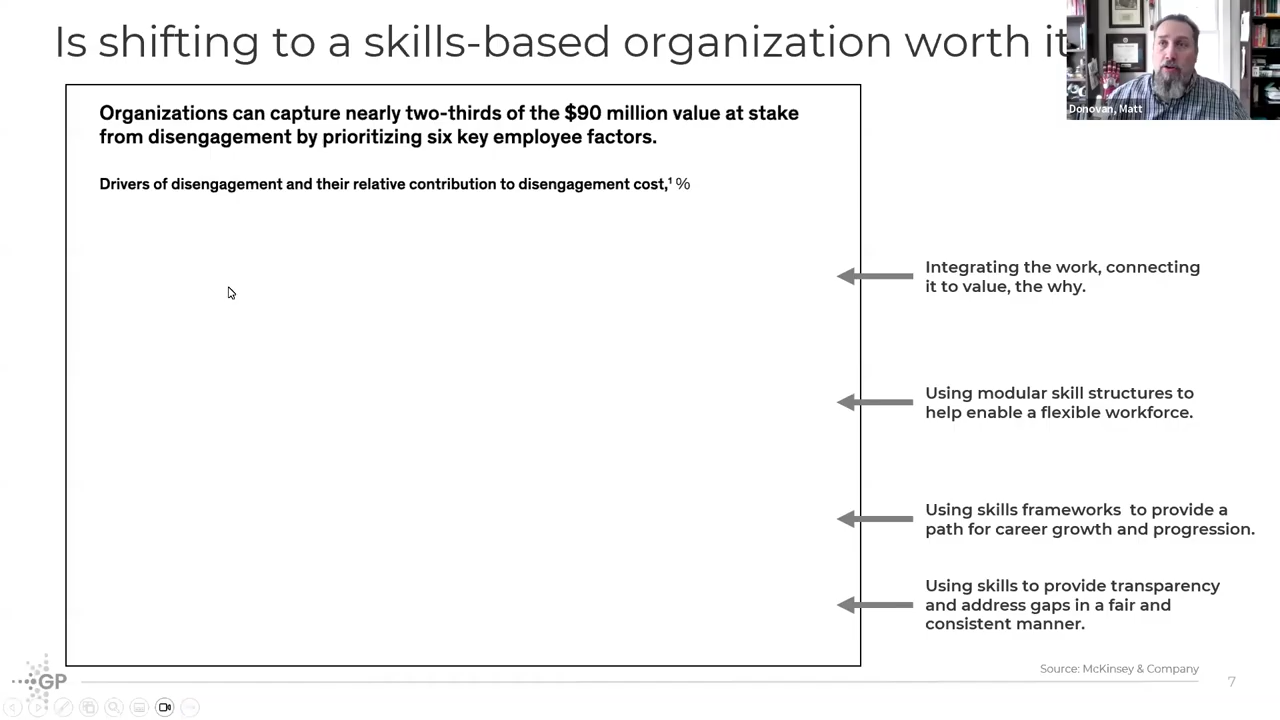 Is shifting to a skills-based organization worth it
Donovan, Matt
Organizations can capture nearly two-thirds of the $90 million value at stake
from disengagement by prioritizing six key employee factors.
Drivers of disengagement and their relative contribution to disengagement cost,¹ %
Integrating the work, connecting
it to value, the why.
Using modular skill structures to
help enable a flexible workforce.
Using skills frameworks to provide a
path for career growth and progression.
Using skills to provide transparency
and address gaps in a fair and
consistent manner.
Source: McKinsey & Company
GP
7